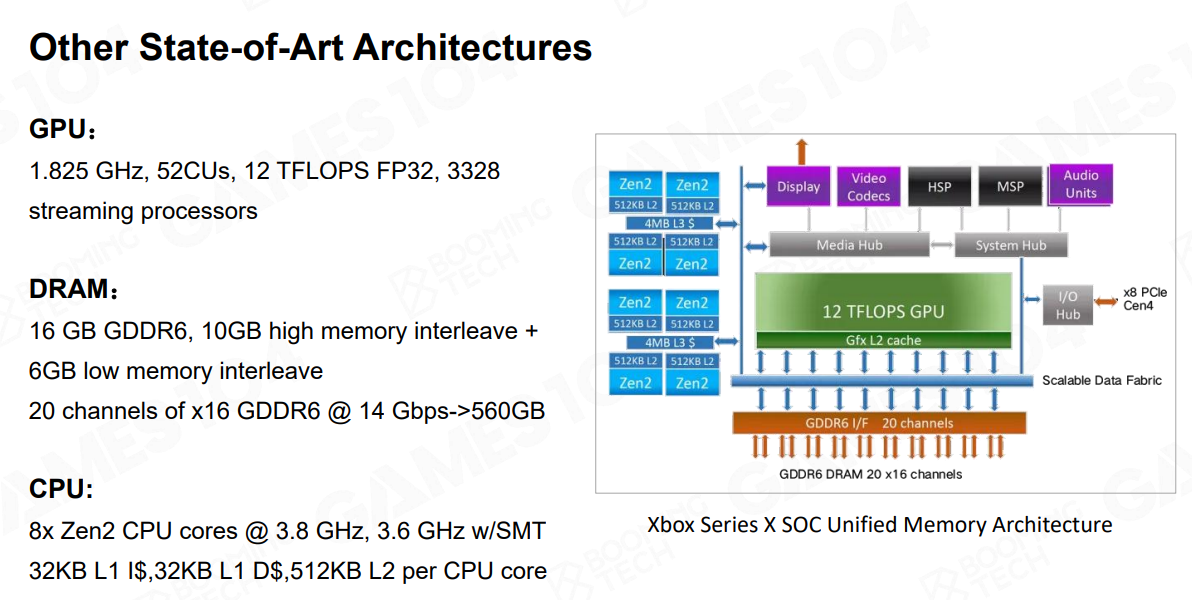 Other State-of-Art Architectures
GPU：
1.825 GHz, 52CUs, 12 TFLOPS FP32, 3328
streaming processors
DRAM：
16 GB GDDR6, 10GB high memory interleave +
6GB low memory interleave
20 channels of x16 GDDR6 @ 14 Gbps->560GB
CPU:
8x Zen2 CPU cores @ 3.8 GHz, 3.6 GHz w/SMT
32KB L1 I$,32KB L1 D$,512KB L2 per CPU core
Zen2 Zen2
512KB L2 512KB L2
4MB L3 $
512KB L2 512KB L2
Zen2 Zen2
Zen2 Zen2
512KB L2 512KB L2
4MB L3 $
512KB L2 512KB L2
Zen2 Zen2
Display
Video
Codecs
HSP
MSP
Audio
Units
Media Hub
System Hub
12 TFLOPS GPU
Gfx L2 cache
I/O
Hub
x8 PCIe
Cen4
Scalable Data Fabric
GDDR6 I/F 20 channels
GDDR6 DRAM 20 x16 channels
Xbox Series X SOC Unified Memory Architecture
GAMES104
BOOMING
TECH